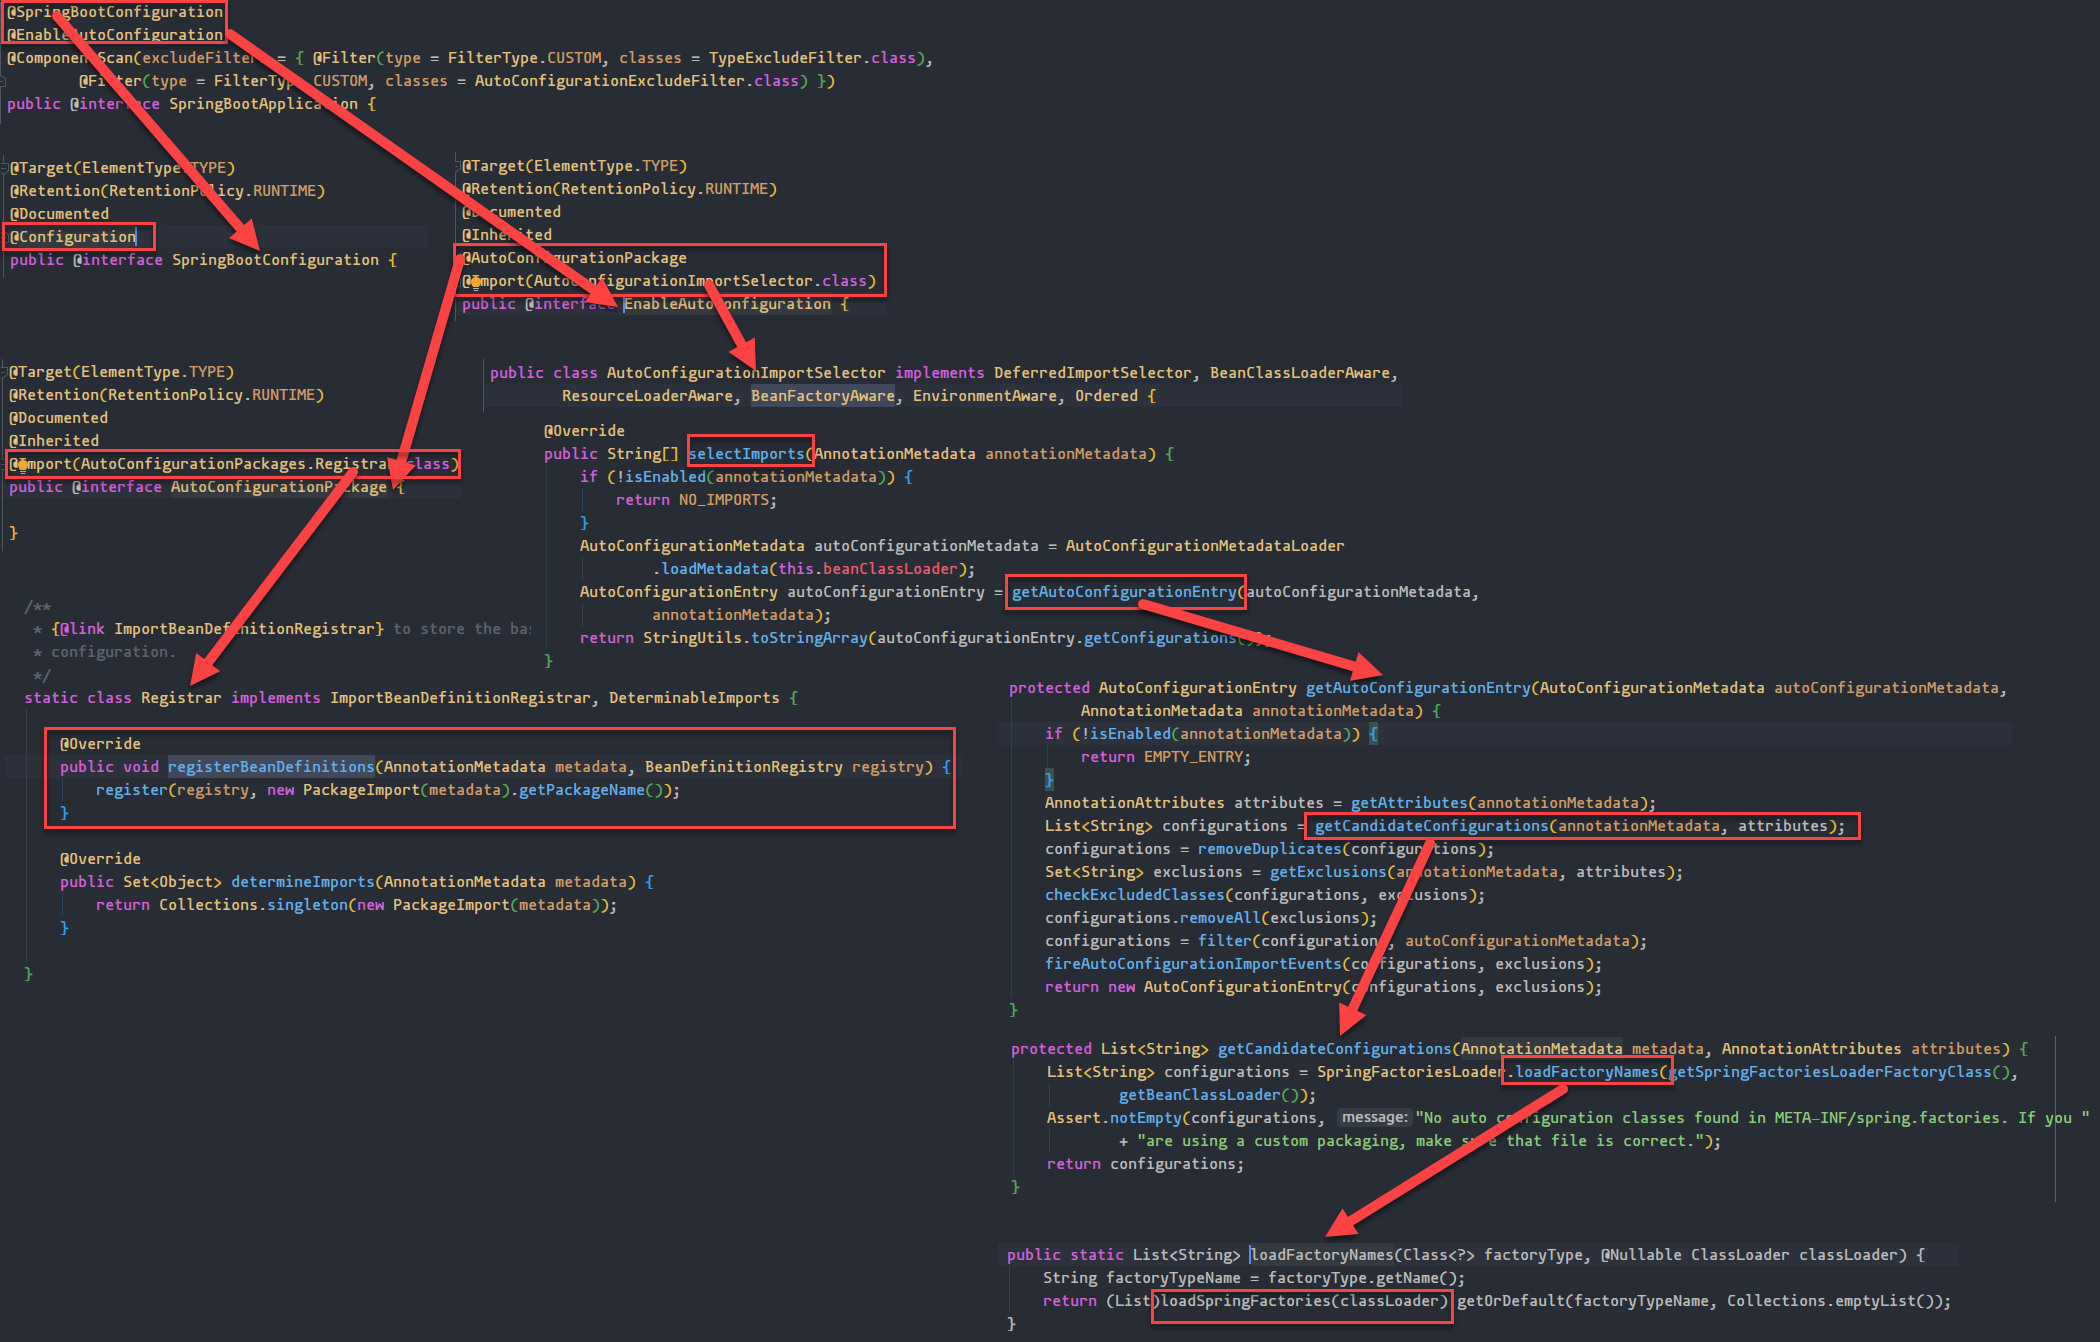 @SpringBootConfiguration
@EnableAutoConfiguration
@ComponentScan(excludeFilters = { @Filter(type = FilterType.CUSTOM, classes = TypeExcludeFilter.class),
        @Filter(type = FilterType.CUSTOM, classes = AutoConfigurationExcludeFilter.class) })
public @interface SpringBootApplication {
@Target(ElementType.TYPE)
@Retention(RetentionPolicy.RUNTIME)
@Documented
@Configuration
public @interface SpringBootConfiguration {
@Target(ElementType.TYPE)
@Retention(RetentionPolicy.RUNTIME)
@Documented
@Inherited
@AutoConfigurationPackage
@Import(AutoConfigurationImportSelector.class)
public @interface EnableAutoConfiguration {
@Target(ElementType.TYPE)
@Retention(RetentionPolicy.RUNTIME)
@Documented
@Inherited
@Import(AutoConfigurationPackages.Registrar.class)
public @interface AutoConfigurationPackage {
}
public class AutoConfigurationImportSelector implements DeferredImportSelector, BeanClassLoaderAware,
        ResourceLoaderAware, BeanFactoryAware, EnvironmentAware, Ordered {
@Override
public String[] selectImports(AnnotationMetadata annotationMetadata) {
    if (!isEnabled(annotationMetadata)) {
        return NO_IMPORTS;
    }
    AutoConfigurationMetadata autoConfigurationMetadata = AutoConfigurationMetadataLoader
            .loadMetadata(this.beanClassLoader);
    AutoConfigurationEntry autoConfigurationEntry = getAutoConfigurationEntry(autoConfigurationMetadata,
            annotationMetadata);
    return StringUtils.toStringArray(autoConfigurationEntry.getConfigurations());
}
/**
 * {@link ImportBeanDefinitionRegistrar} to store the bas
 * configuration.
 */
static class Registrar implements ImportBeanDefinitionRegistrar, DeterminableImports {
    @Override
    public void registerBeanDefinitions(AnnotationMetadata metadata, BeanDefinitionRegistry registry) {
        register(registry, new PackageImport(metadata).getPackageName());
    }
    @Override
    public Set<Object> determineImports(AnnotationMetadata metadata) {
        return Collections.singleton(new PackageImport(metadata));
    }
}
protected AutoConfigurationEntry getAutoConfigurationEntry(AutoConfigurationMetadata autoConfigurationMetadata,
        AnnotationMetadata annotationMetadata) {
    if (!isEnabled(annotationMetadata)) {
        return EMPTY_ENTRY;
    }
    AnnotationAttributes attributes = getAttributes(annotationMetadata);
    List<String> configurations = getCandidateConfigurations(annotationMetadata, attributes);
    configurations = removeDuplicates(configurations);
    Set<String> exclusions = getExclusions(annotationMetadata, attributes);
    checkExcludedClasses(configurations, exclusions);
    configurations.removeAll(exclusions);
    configurations = filter(configurations, autoConfigurationMetadata);
    fireAutoConfigurationImportEvents(configurations, exclusions);
    return new AutoConfigurationEntry(configurations, exclusions);
}
protected List<String> getCandidateConfigurations(AnnotationMetadata metadata, AnnotationAttributes attributes) {
    List<String> configurations = SpringFactoriesLoader.loadFactoryNames(getSpringFactoriesLoaderFactoryClass(),
            getBeanClassLoader());
    Assert.notEmpty(configurations, message: "No auto configuration classes found in META-INF/spring.factories. If you "
            + "are using a custom packaging, make sure that file is correct.");
    return configurations;
}
public static List<String> loadFactoryNames(Class<?> factoryType, @Nullable ClassLoader classLoader) {
    String factoryTypeName = factoryType.getName();
    return (List)loadSpringFactories(classLoader).getOrDefault(factoryTypeName, Collections.emptyList());
}